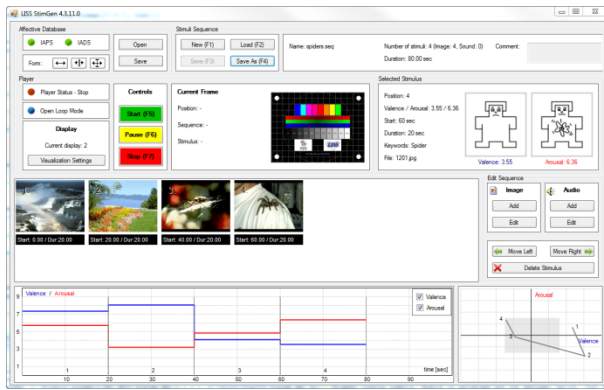 LISS StimGen 4.3.11.0
Affective Database
IAPS
IADS
Form:
Open
Save
Stimuli Sequence
New (F1)
Load (F2)
Save (F3)
Save As (F4)
Name: spiders.seq
Number of stimuli: 4 (Image: 4, Sound: 0)
Comment:
Duration: 80.00 sec
Player
Player Status - Stop
Open Loop Mode
Display
Current display: 2
Visualization Settings
Controls
Start (F5)
Pause (F6)
Stop (F7)
Current Frame
Position: -
Sequence: -
Stimulus: -
LISS
Selected Stimulus
Position: 4
Valence / Arousal: 3.55 / 6.36
Start: 60 sec
Duration: 20 sec
Keywords: Spider
File: 1201.jpg
Valence: 3.55
Arousal: 6.36
1.
2.
3.
4.
Start: 0.00 / Dur:20.00
Start: 20.00 / Dur:20.00
Start: 40.00 / Dur:20.00
Start: 60.00 / Dur:20.00
Edit Sequence
Image
Audio
Add
Add
Edit
Edit
Move Left
Move Right
Delete Stimulus
Valence / Arousal
Valence
Arousal
9
7
5
3
1
1
2
3
4
time [sec]
10
20
30
40
50
60
70
80
90
Arousal
Valence
4
1
3
2